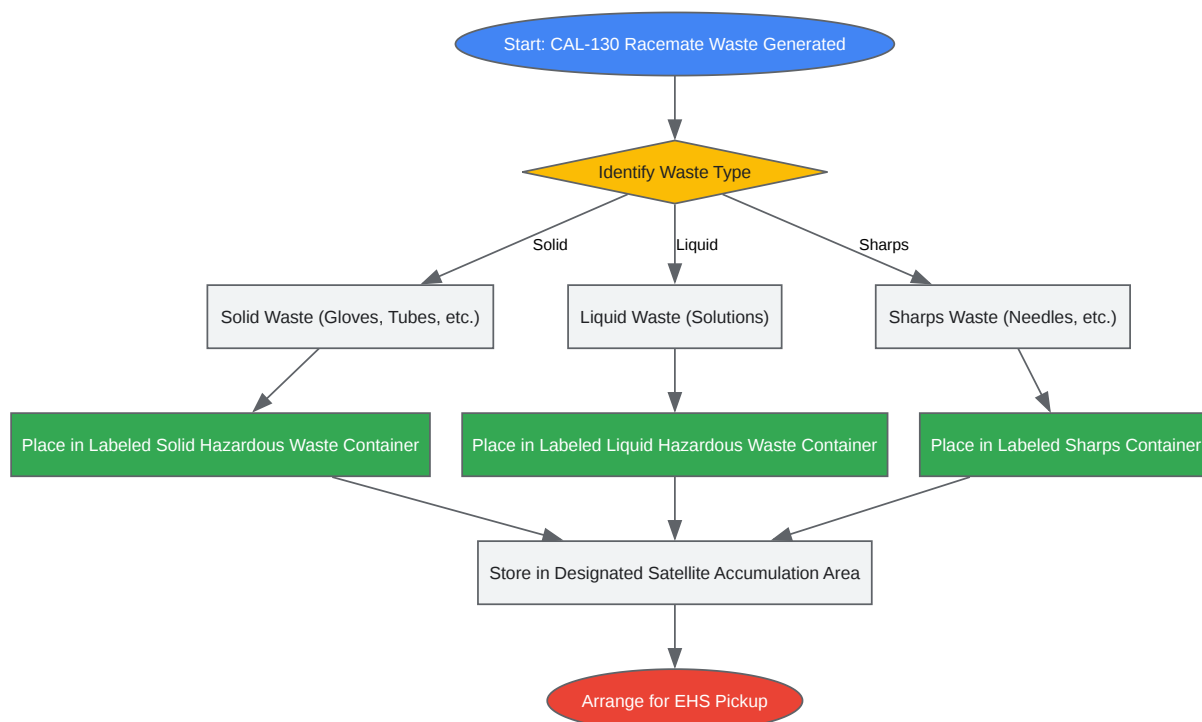 Start: CAL-130 Racemate Waste Generated
Identify Waste Type
Solid
Liquid
Sharps
Solid Waste (Gloves, Tubes, etc.)
Liquid Waste (Solutions)
Sharps Waste (Needles, etc.)
Place in Labeled Solid Hazardous Waste Container
Place in Labeled Liquid Hazardous Waste Container
Place in Labeled Sharps Container
Store in Designated Satellite Accumulation Area
Arrange for EHS Pickup